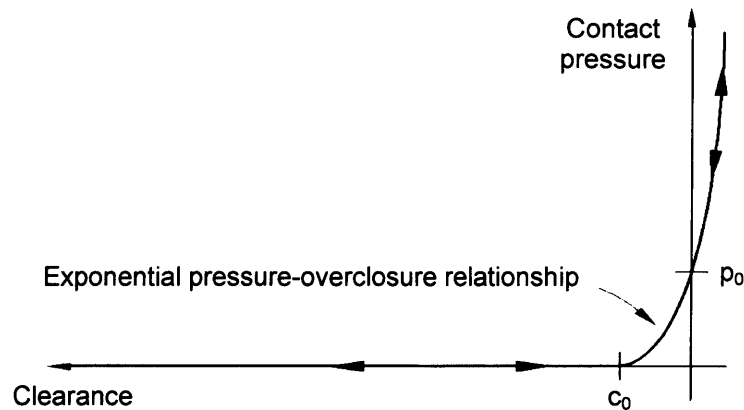 Contact
pressure
Exponential pressure-overclosure relationship
p₀
Clearance
c₀